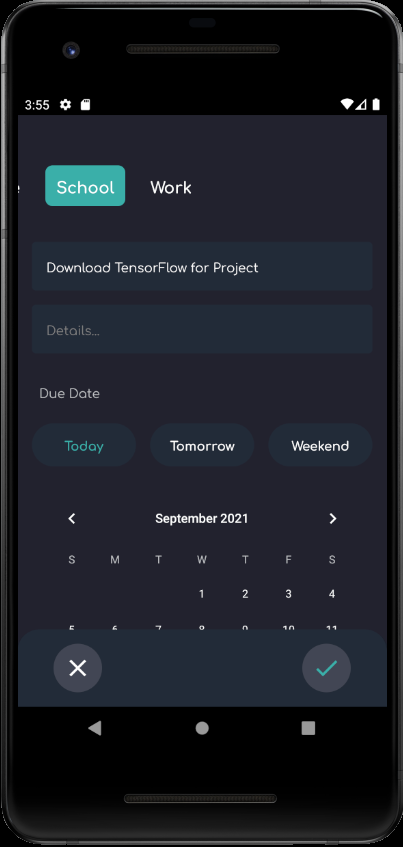 3:55
School Work
Download TensorFlow for Project
Details...
Due Date
Today Tomorrow Weekend
September 2021
S M T W T F S
1 2 3 4
5 6 7 8 9 10 11